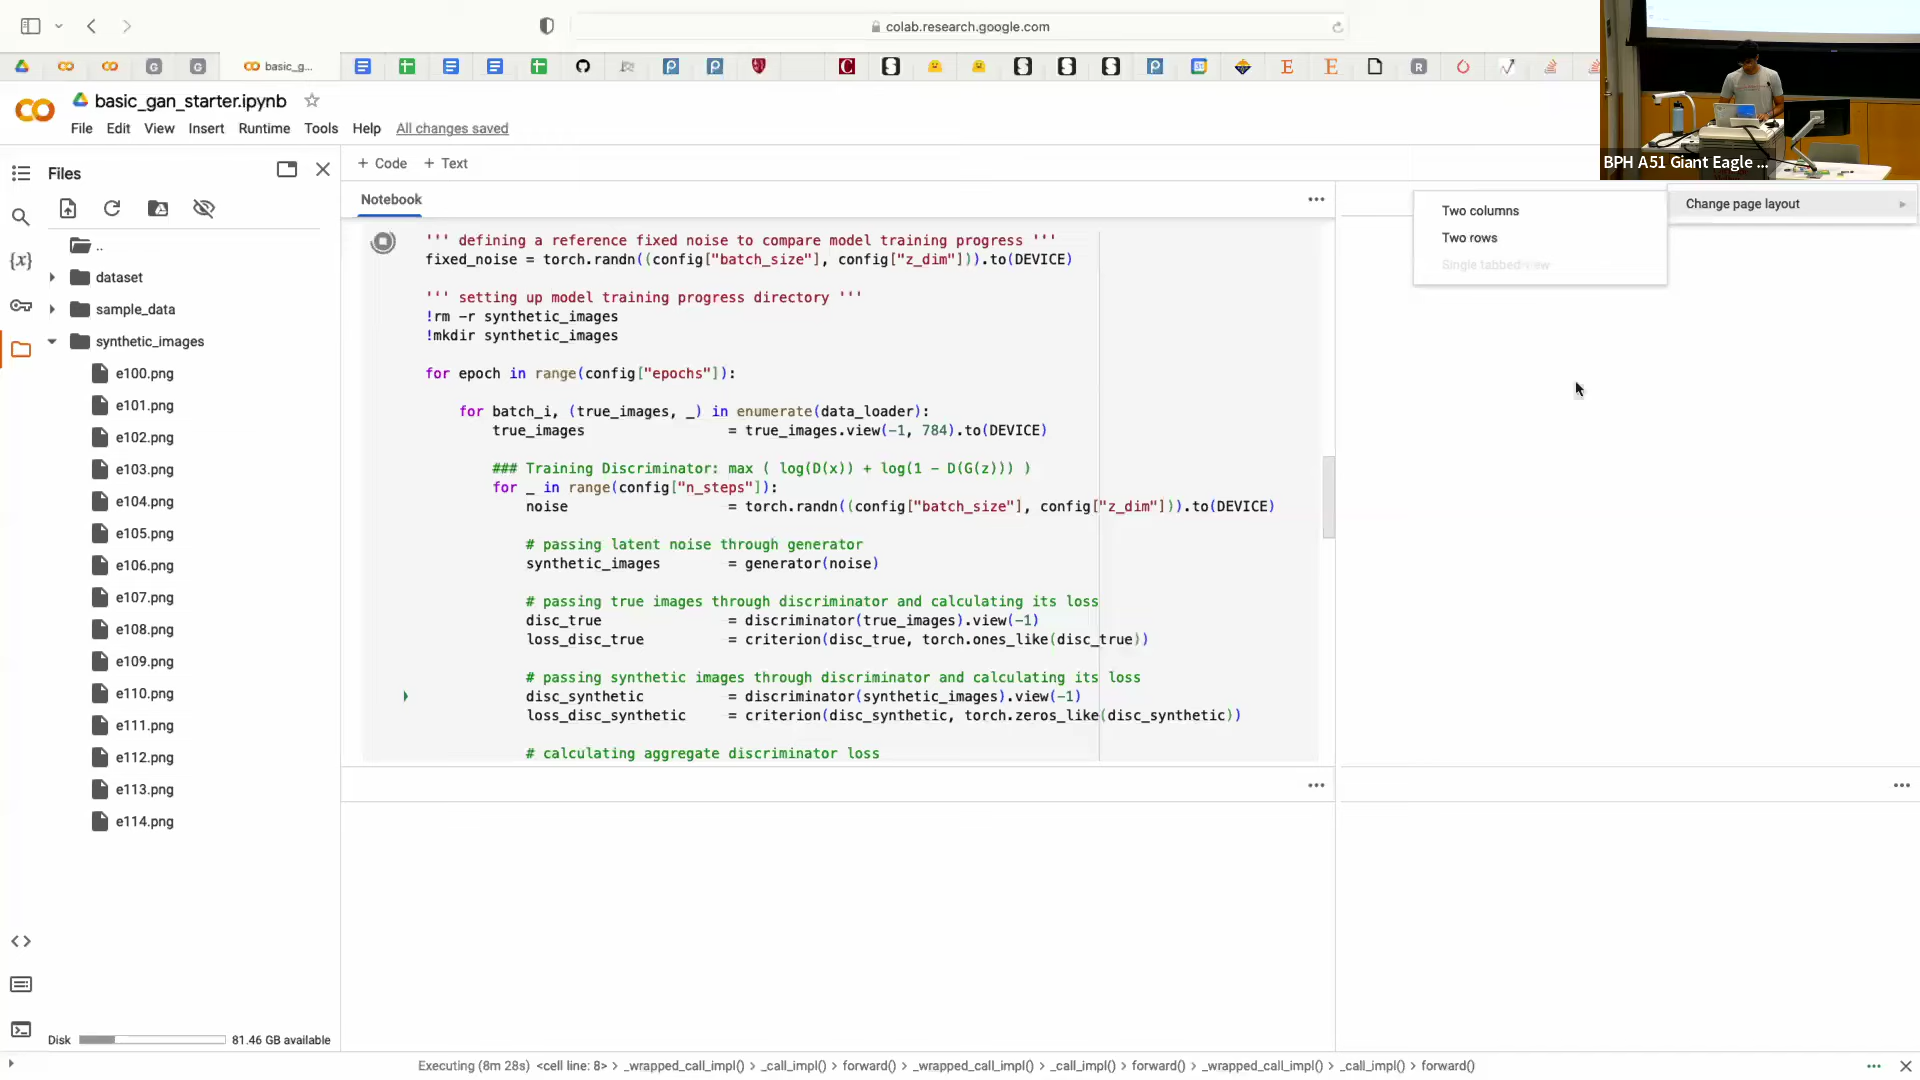 colab.research.google.com
basic_g...
basic_gan_starter.ipynb
File Edit View Insert Runtime Tools Help All changes saved
BPH A51 Giant Eagle ...
Files
+ Code + Text
Notebook
Change page layout
Two columns
Two rows
Single tabbed view
..
dataset
sample_data
synthetic_images
e100.png
e101.png
e102.png
e103.png
e104.png
e105.png
e106.png
e107.png
e108.png
e109.png
e110.png
e111.png
e112.png
e113.png
e114.png
Disk 81.46 GB available
''' defining a reference fixed noise to compare model training progress '''
fixed_noise = torch.randn((config["batch_size"], config["z_dim"])).to(DEVICE)
''' setting up model training progress directory '''
!rm -r synthetic_images
!mkdir synthetic_images
for epoch in range(config["epochs"]):
for batch_i, (true_images, _) in enumerate(data_loader):
true_images = true_images.view(-1, 784).to(DEVICE)
### Training Discriminator: max ( log(D(x)) + log(1 - D(G(z))) )
for _ in range(config["n_steps"]):
noise = torch.randn((config["batch_size"], config["z_dim"])).to(DEVICE)
# passing latent noise through generator
synthetic_images = generator(noise)
# passing true images through discriminator and calculating its loss
disc_true = discriminator(true_images).view(-1)
loss_disc_true = criterion(disc_true, torch.ones_like(disc_true))
# passing synthetic images through discriminator and calculating its loss
disc_synthetic = discriminator(synthetic_images).view(-1)
loss_disc_synthetic = criterion(disc_synthetic, torch.zeros_like(disc_synthetic))
# calculating aggregate discriminator loss
Executing (8m 28s) <cell line: 8> > _wrapped_call_impl() > _call_impl() > forward() > _wrapped_call_impl() > _call_impl() > forward() > _wrapped_call_impl() > _call_impl() > forward()